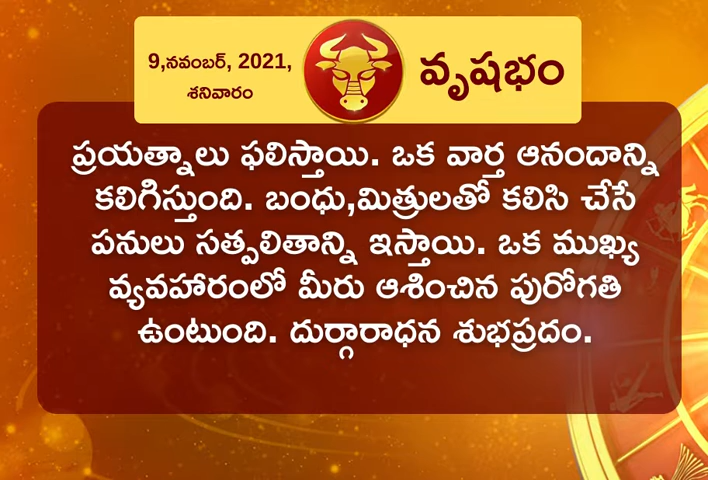 9,నవంబర్, 2021,
శనివారం
వృషభం
ప్రయత్నాలు ఫలిస్తాయి. ఒక వార్త ఆనందాన్ని
కలిగిస్తుంది. బంధు,మిత్రులతో కలిసి చేసే
పనులు సత్పలితాన్ని ఇస్తాయి. ఒక ముఖ్య
వ్యవహారంలో మీరు ఆశించిన పురోగతి
ఉంటుంది. దుర్గారాధన శుభప్రదం.